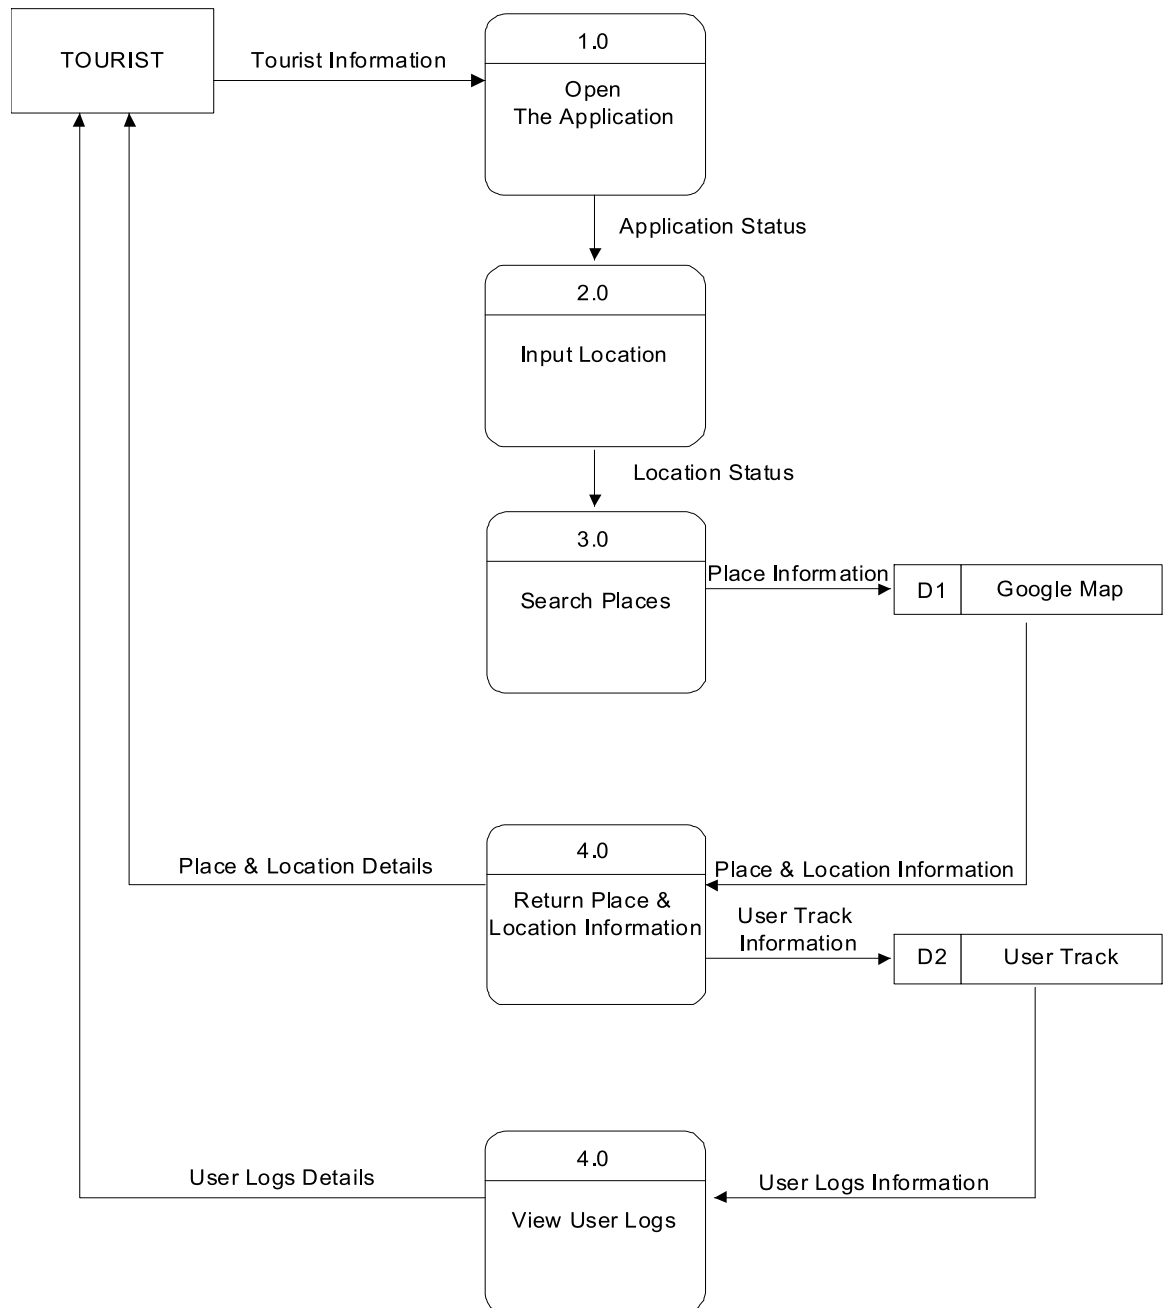 TOURIST
Tourist Information
1.0
Open
The Application
Application Status
2.0
Input Location
Location Status
3.0
Search Places
Place Information
D1
Google Map
4.0
Return Place &
Location Information
Place & Location Details
Place & Location Information
User Track
Information
D2
User Track
4.0
View User Logs
User Logs Details
User Logs Information